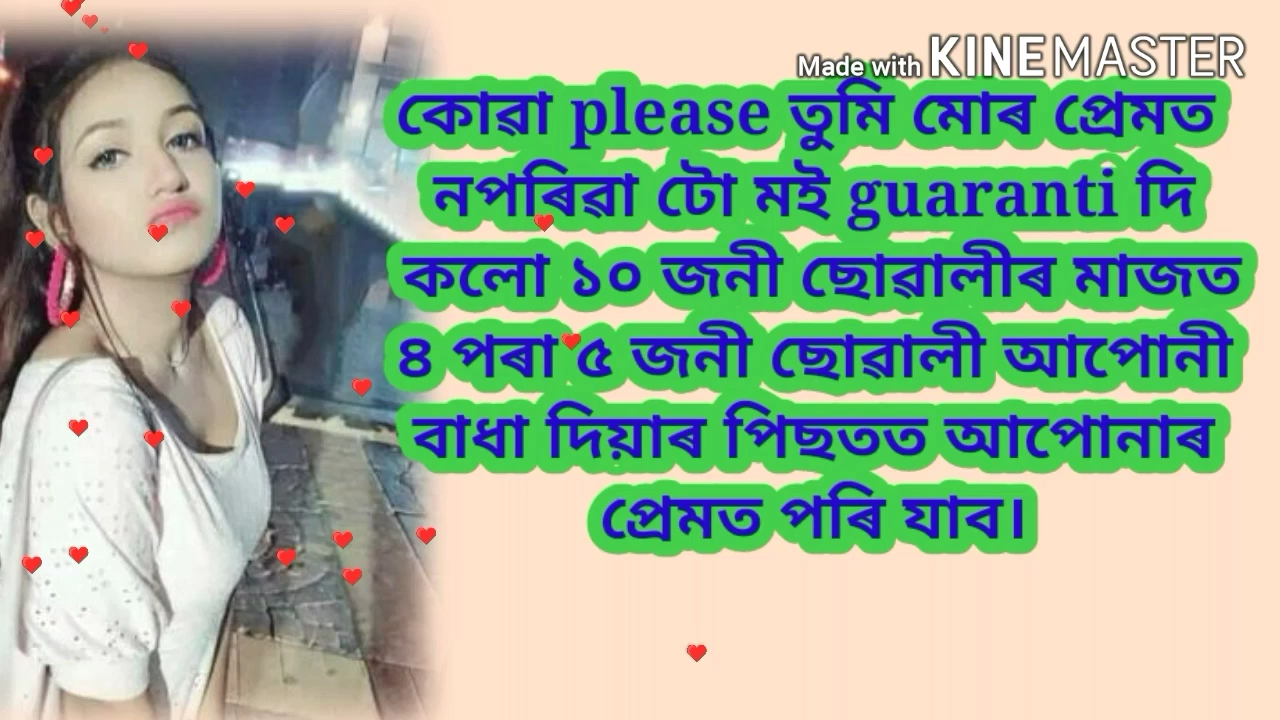 Made with KINEMASTER
কোৱা please তুমি মোৰ প্ৰেমত
নপৰিৱা টো মই guaranti দি
কলো ১০ জনী ছোৱালীৰ মাজত
৪ পৰা ৫ জনী ছোৱালী আপোনী
বাধা দিয়াৰ পিছতত আপোনাৰ
প্ৰেমত পৰি যাব।